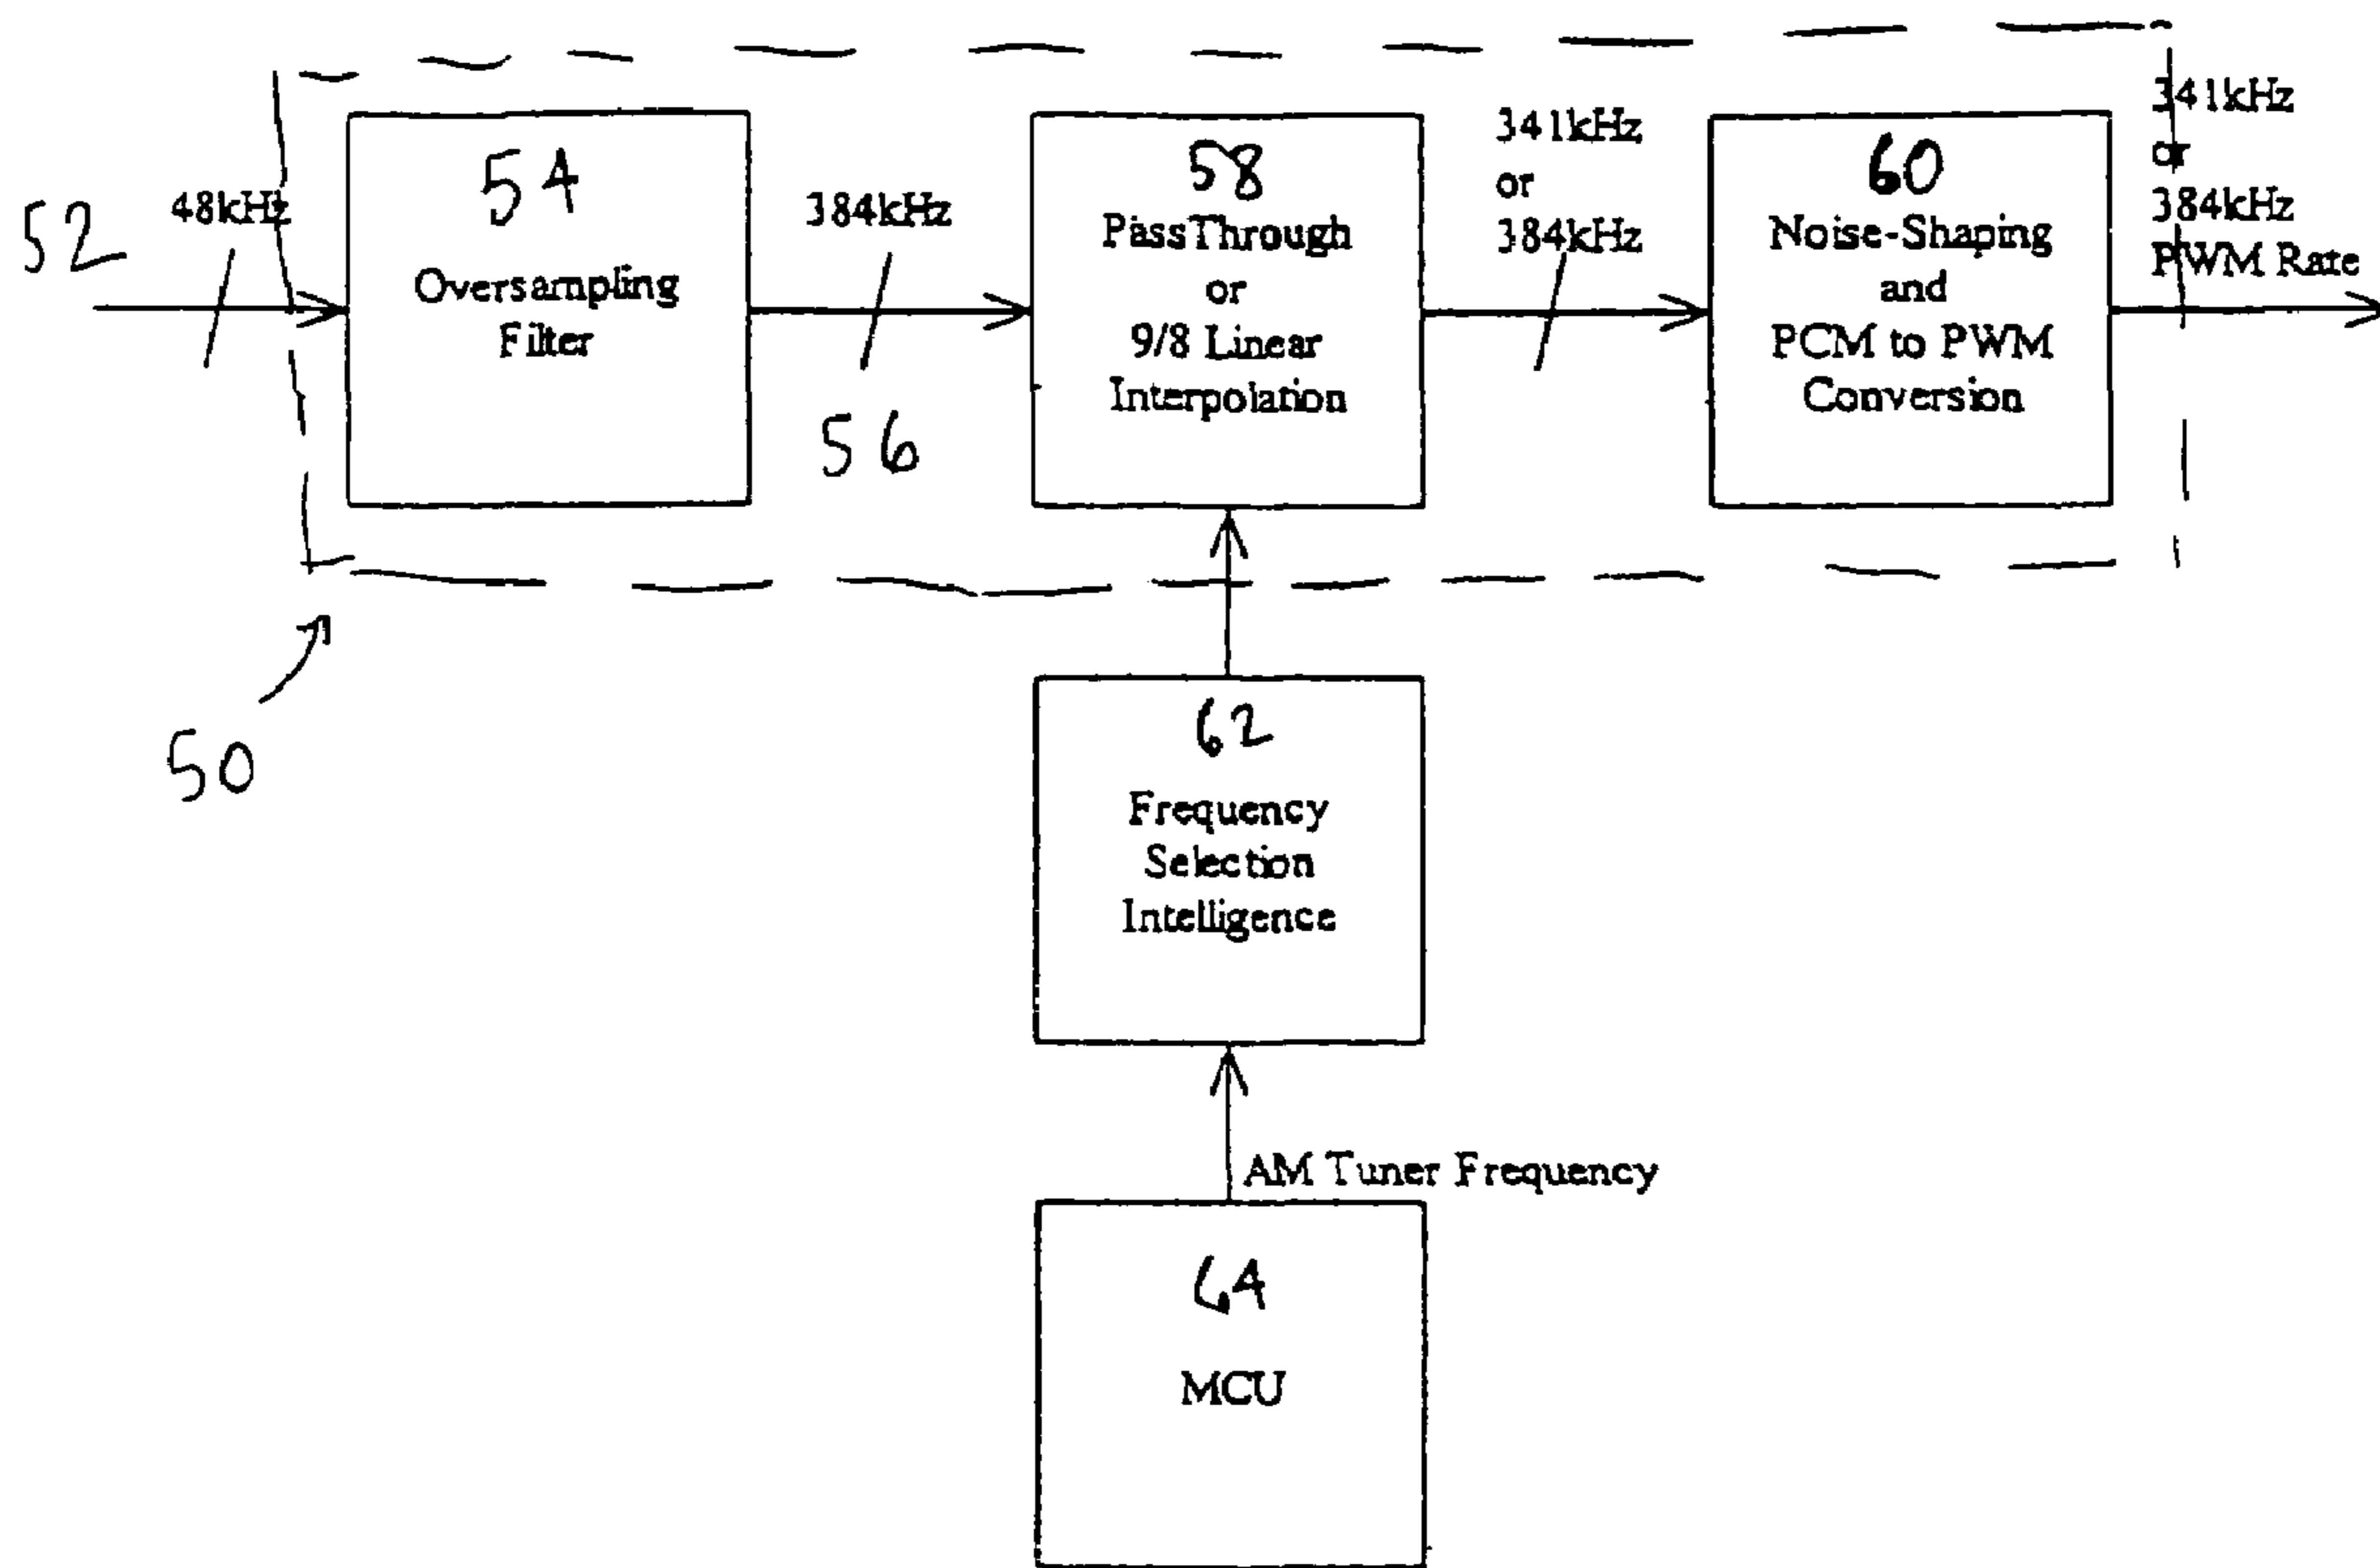 52
48kHz
54
Oversampling
Filter
384kHz
56
58
PassThrough
or
9/8 Linear
Interpolation
341kHz
or
384kHz
60
Noise-Shaping
and
PCM to PWM
Conversion
341kHz
or
384kHz
PWM Rate
50
62
Frequency
Selection
Intelligence
AM Tuner Frequency
64
MCU